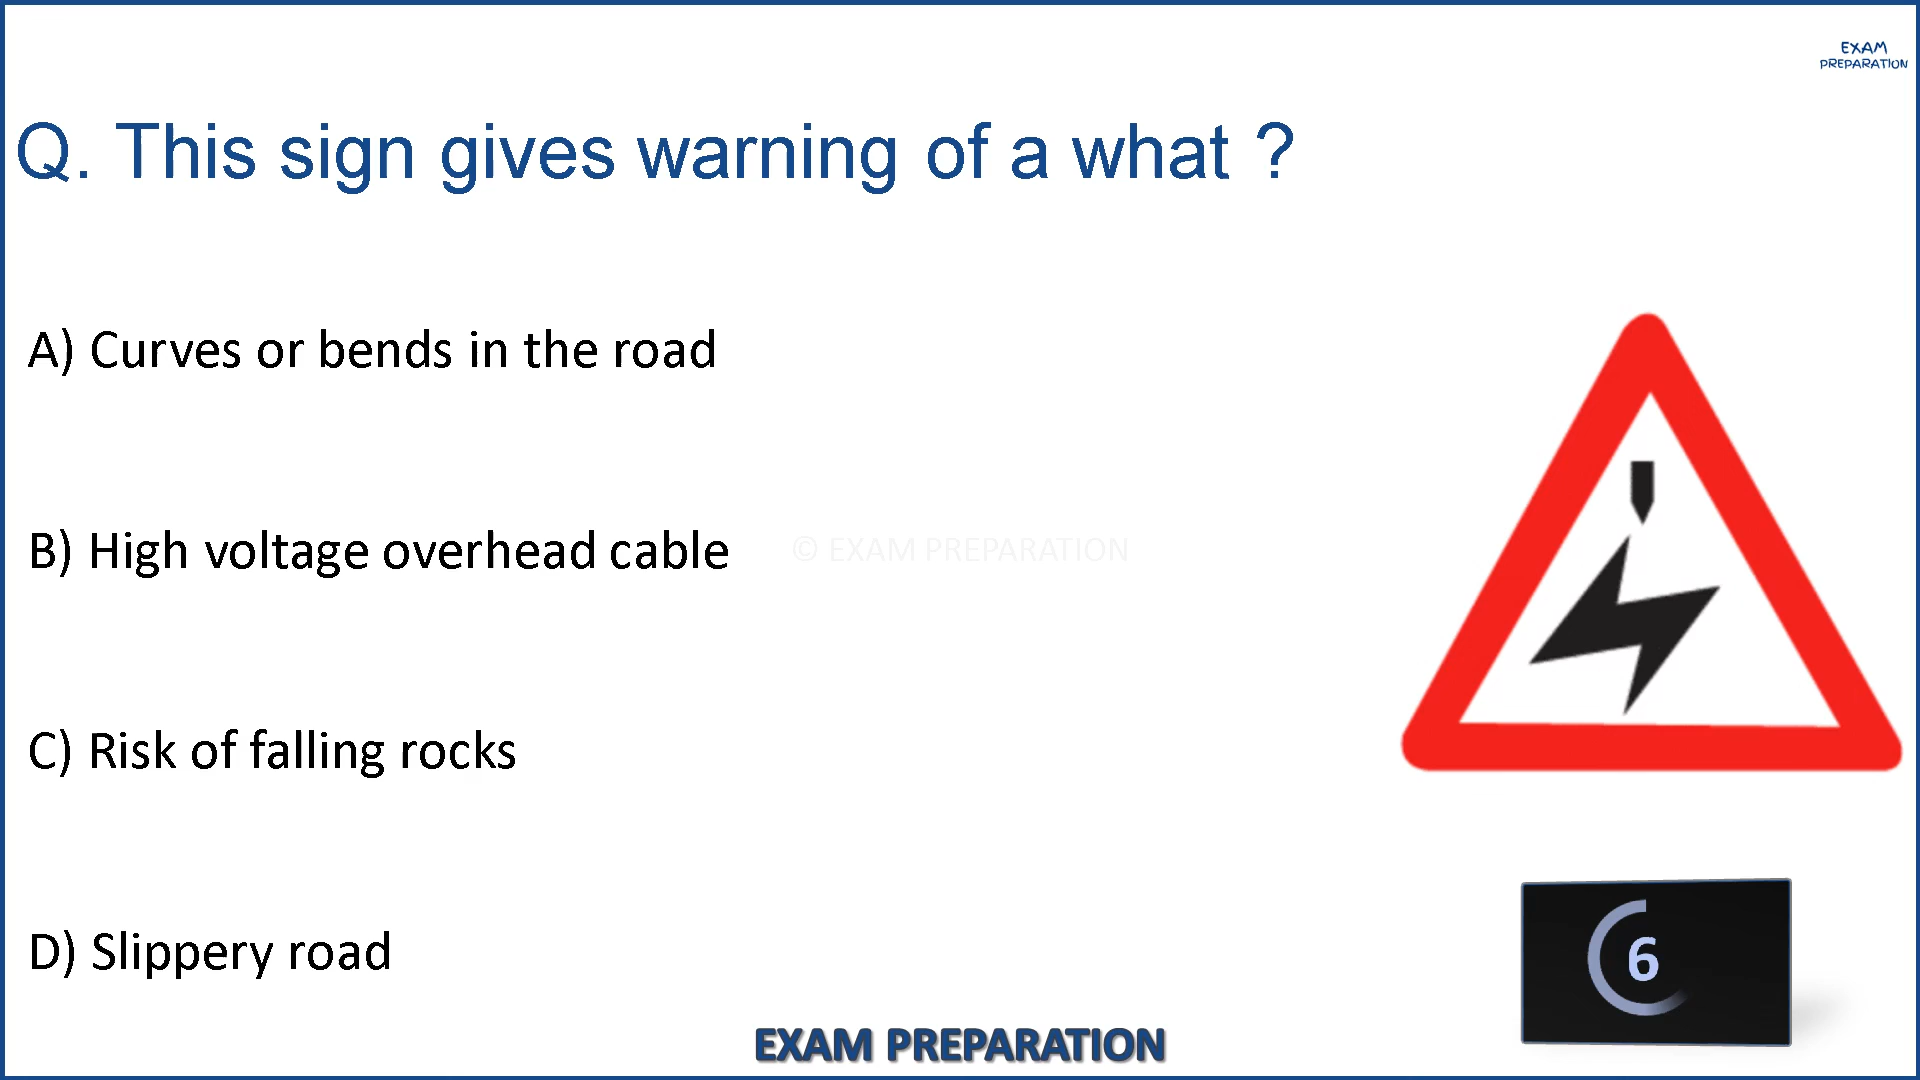 EXAM
PREPARATION
Q. This sign gives warning of a what ?
A) Curves or bends in the road
B) High voltage overhead cable
© EXAM PREPARATION
C) Risk of falling rocks
D) Slippery road
6
EXAM PREPARATION